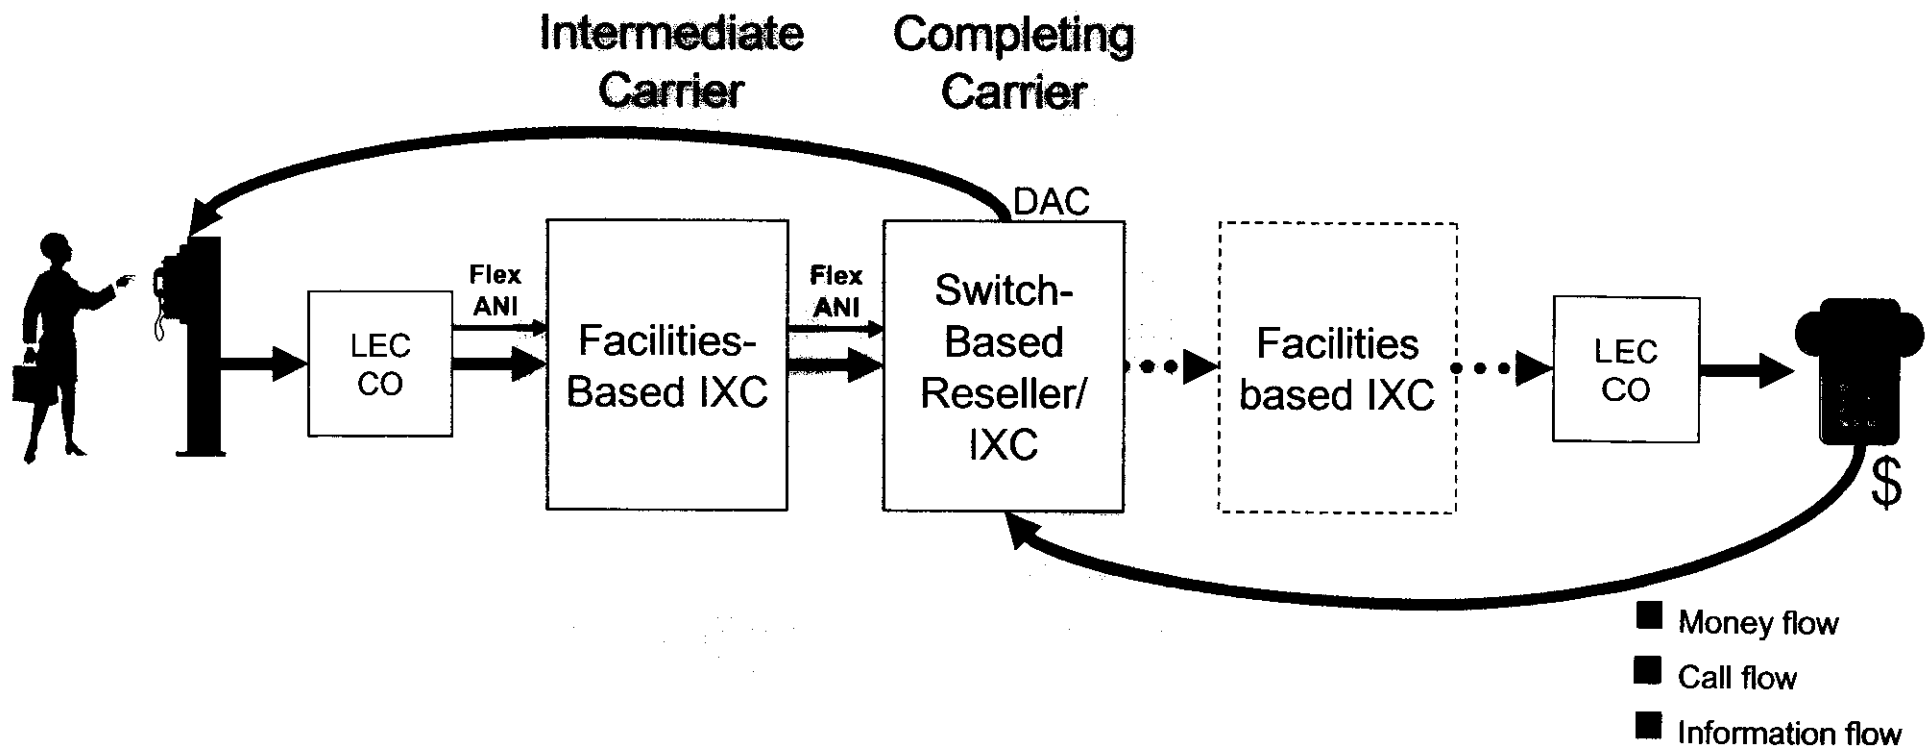 Intermediate
Carrier
Completing
Carrier
DAC
Flex
ANI
Flex
ANI
LEC
CO
Facilities-
Based IXC
Switch-
Based
Reseller/
IXC
Facilities
based IXC
LEC
CO
$
Money flow
Call flow
Information flow